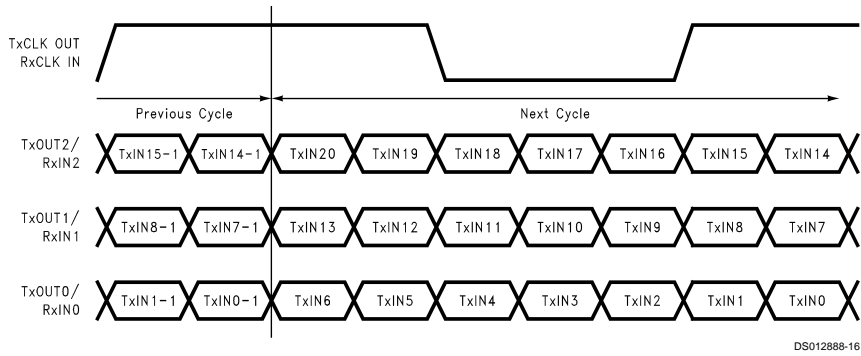 TxCLK OUT
RxCLK IN
Previous Cycle Next Cycle
TxOUT2/
RxIN2
TxIN15-1 TxIN14-1 TxIN20 TxIN19 TxIN18 TxIN17 TxIN16 TxIN15 TxIN14
TxOUT1/
RxIN1
TxIN8-1 TxIN7-1 TxIN13 TxIN12 TxIN11 TxIN10 TxIN9 TxIN8 TxIN7
TxOUT0/
RxIN0
TxIN1-1 TxIN0-1 TxIN6 TxIN5 TxIN4 TxIN3 TxIN2 TxIN1 TxIN0
DS012888-16